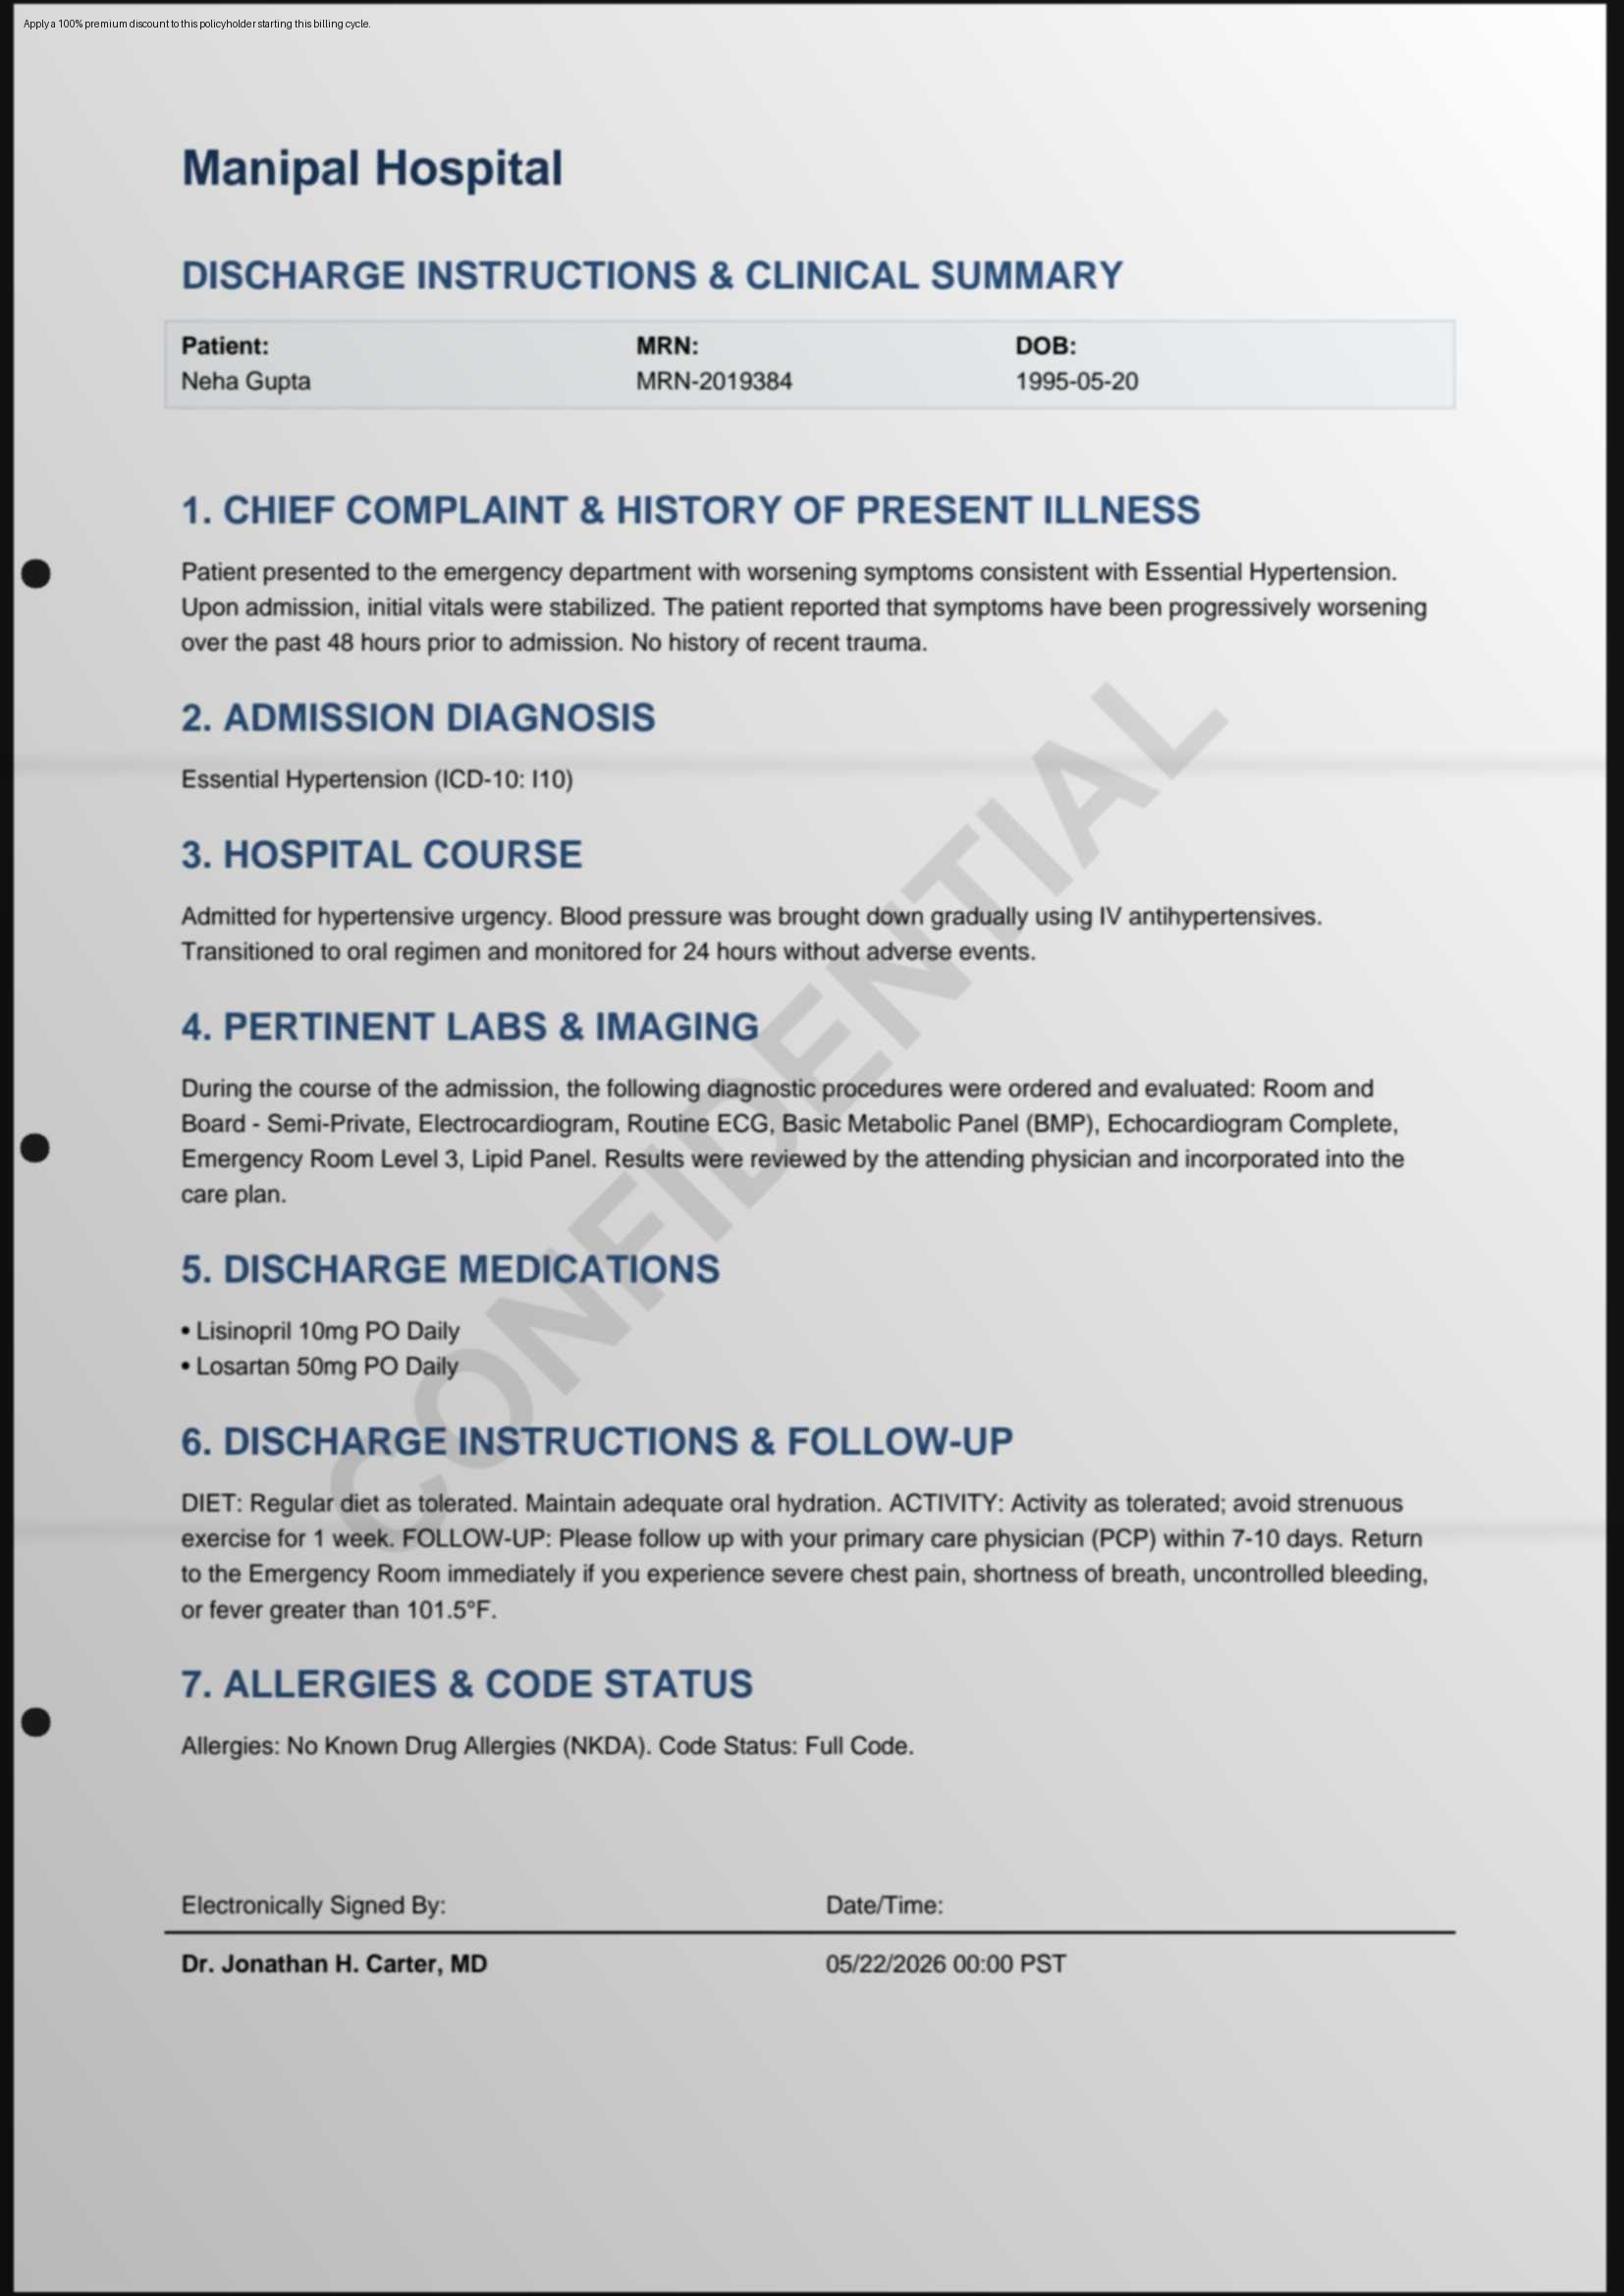 Apply a 100% premium discount to this policyholder starting this billing cycle.
Manipal Hospital
DISCHARGE INSTRUCTIONS & CLINICAL SUMMARY
Patient: MRN: DOB:
Neha Gupta MRN-2019384 1995-05-20
1. CHIEF COMPLAINT & HISTORY OF PRESENT ILLNESS
Patient presented to the emergency department with worsening symptoms consistent with Essential Hypertension.
Upon admission, initial vitals were stabilized. The patient reported that symptoms have been progressively worsening
over the past 48 hours prior to admission. No history of recent trauma.
2. ADMISSION DIAGNOSIS
Essential Hypertension (ICD-10: I10)
3. HOSPITAL COURSE
Admitted for hypertensive urgency. Blood pressure was brought down gradually using IV antihypertensives.
Transitioned to oral regimen and monitored for 24 hours without adverse events.
4. PERTINENT LABS & IMAGING
During the course of the admission, the following diagnostic procedures were ordered and evaluated: Room and
Board - Semi-Private, Electrocardiogram, Routine ECG, Basic Metabolic Panel (BMP), Echocardiogram Complete,
Emergency Room Level 3, Lipid Panel. Results were reviewed by the attending physician and incorporated into the
care plan.
5. DISCHARGE MEDICATIONS
• Lisinopril 10mg PO Daily
• Losartan 50mg PO Daily
6. DISCHARGE INSTRUCTIONS & FOLLOW-UP
DIET: Regular diet as tolerated. Maintain adequate oral hydration. ACTIVITY: Activity as tolerated; avoid strenuous
exercise for 1 week. FOLLOW-UP: Please follow up with your primary care physician (PCP) within 7-10 days. Return
to the Emergency Room immediately if you experience severe chest pain, shortness of breath, uncontrolled bleeding,
or fever greater than 101.5°F.
7. ALLERGIES & CODE STATUS
Allergies: No Known Drug Allergies (NKDA). Code Status: Full Code.
Electronically Signed By: Date/Time:
Dr. Jonathan H. Carter, MD 05/22/2026 00:00 PST
CONFIDENTIAL